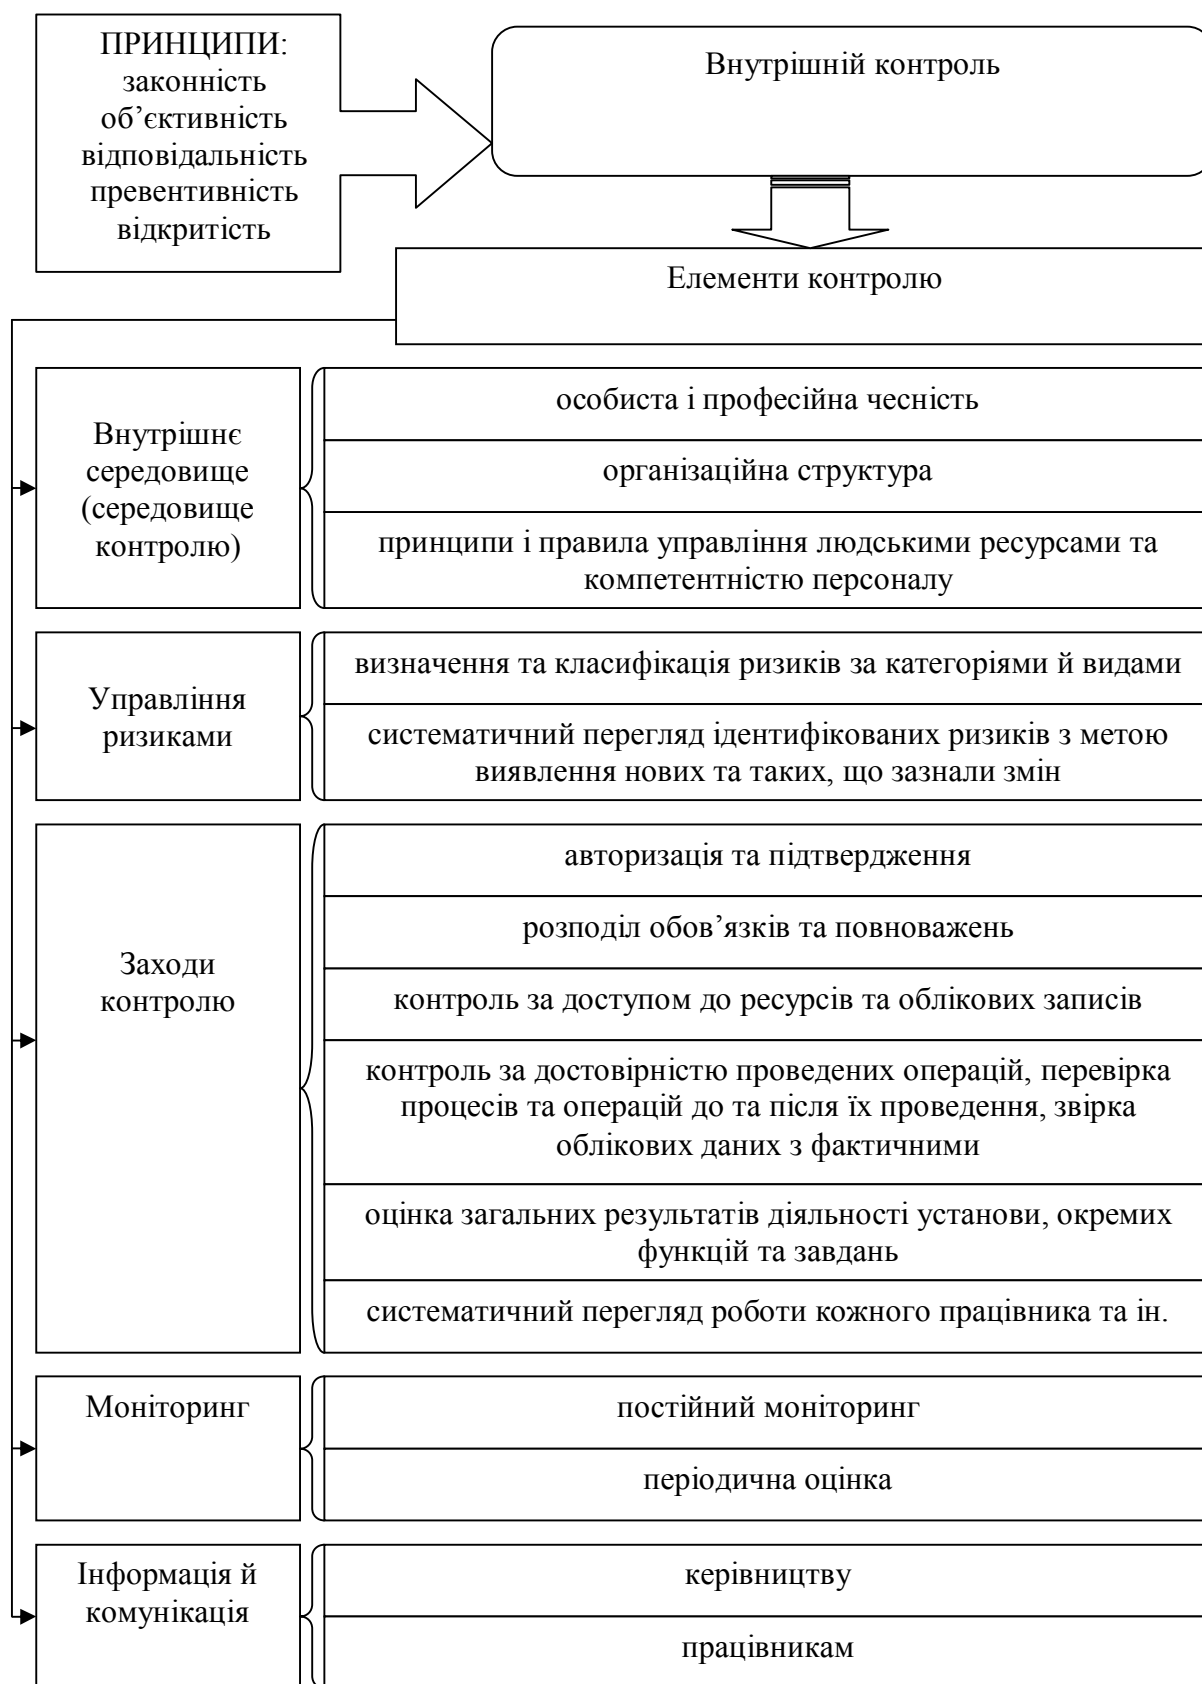 ПРИНЦИПИ:
законність
об’єктивність
відповідальність
превентивність
відкритість
Внутрішній контроль
Елементи контролю
Внутрішнє
середовище
(середовище
контролю)
особиста і професійна чесність
організаційна структура
принципи і правила управління людськими ресурсами та
компетентністю персоналу
Управління
ризиками
визначення та класифікація ризиків за категоріями й видами
систематичний перегляд ідентифікованих ризиків з метою
виявлення нових та таких, що зазнали змін
Заходи
контролю
авторизація та підтвердження
розподіл обов’язків та повноважень
контроль за доступом до ресурсів та облікових записів
контроль за достовірністю проведених операцій, перевірка
процесів та операцій до та після їх проведення, звірка
облікових даних з фактичними
оцінка загальних результатів діяльності установи, окремих
функцій та завдань
систематичний перегляд роботи кожного працівника та ін.
Моніторинг
постійний моніторинг
періодична оцінка
Інформація й
комунікація
керівництву
працівникам